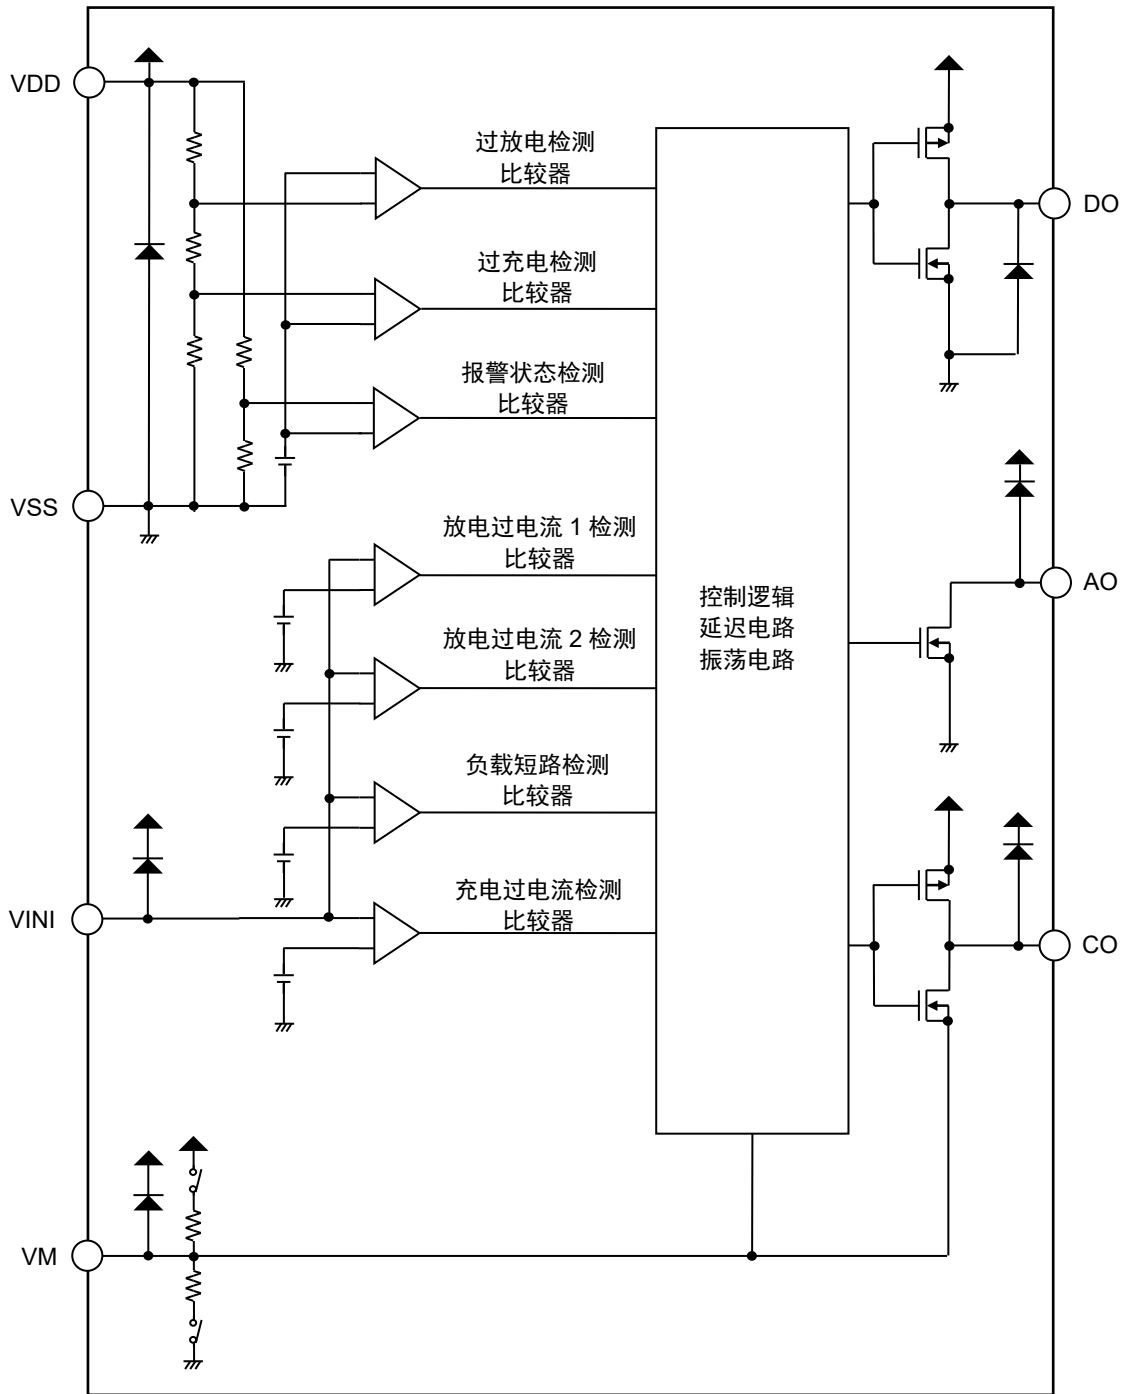 VDD
过放电检测
比较器
DO
过充电检测
比较器
报警状态检测
比较器
VSS
放电过电流 1 检测
比较器
AO
控制逻辑
延迟电路
振荡电路
放电过电流 2 检测
比较器
负载短路检测
比较器
VINI
充电过电流检测
比较器
CO
VM